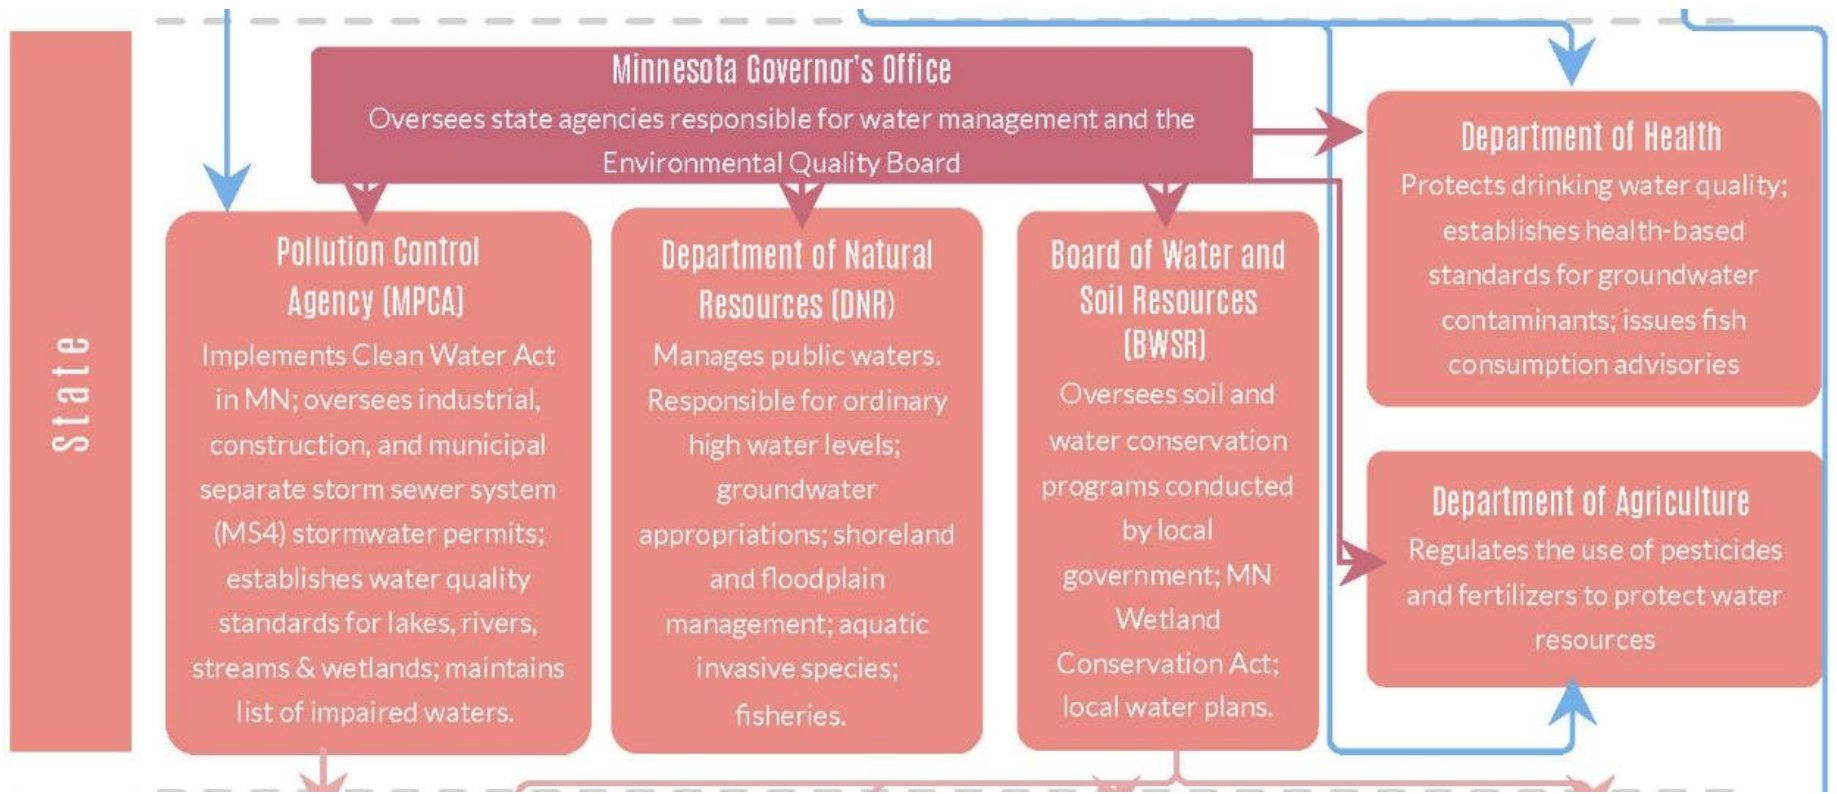 State
Minnesota Governor's Office
Oversees state agencies responsible for water management and the
Environmental Quality Board
Pollution Control
Agency (MPCA)
Implements Clean Water Act
in MN; oversees industrial,
construction, and municipal
separate storm sewer system
(MS4) stormwater permits;
establishes water quality
standards for lakes, rivers,
streams & wetlands; maintains
list of impaired waters.
Department of Natural
Resources (DNR)
Manages public waters.
Responsible for ordinary
high water levels;
groundwater
appropriations; shoreland
and floodplain
management; aquatic
invasive species;
fisheries.
Board of Water and
Soil Resources
(BWSR)
Oversees soil and
water conservation
programs conducted
by local
government; MN
Wetland
Conservation Act;
local water plans.
Department of Health
Protects drinking water quality;
establishes health-based
standards for groundwater
contaminants; issues fish
consumption advisories
Department of Agriculture
Regulates the use of pesticides
and fertilizers to protect water
resources